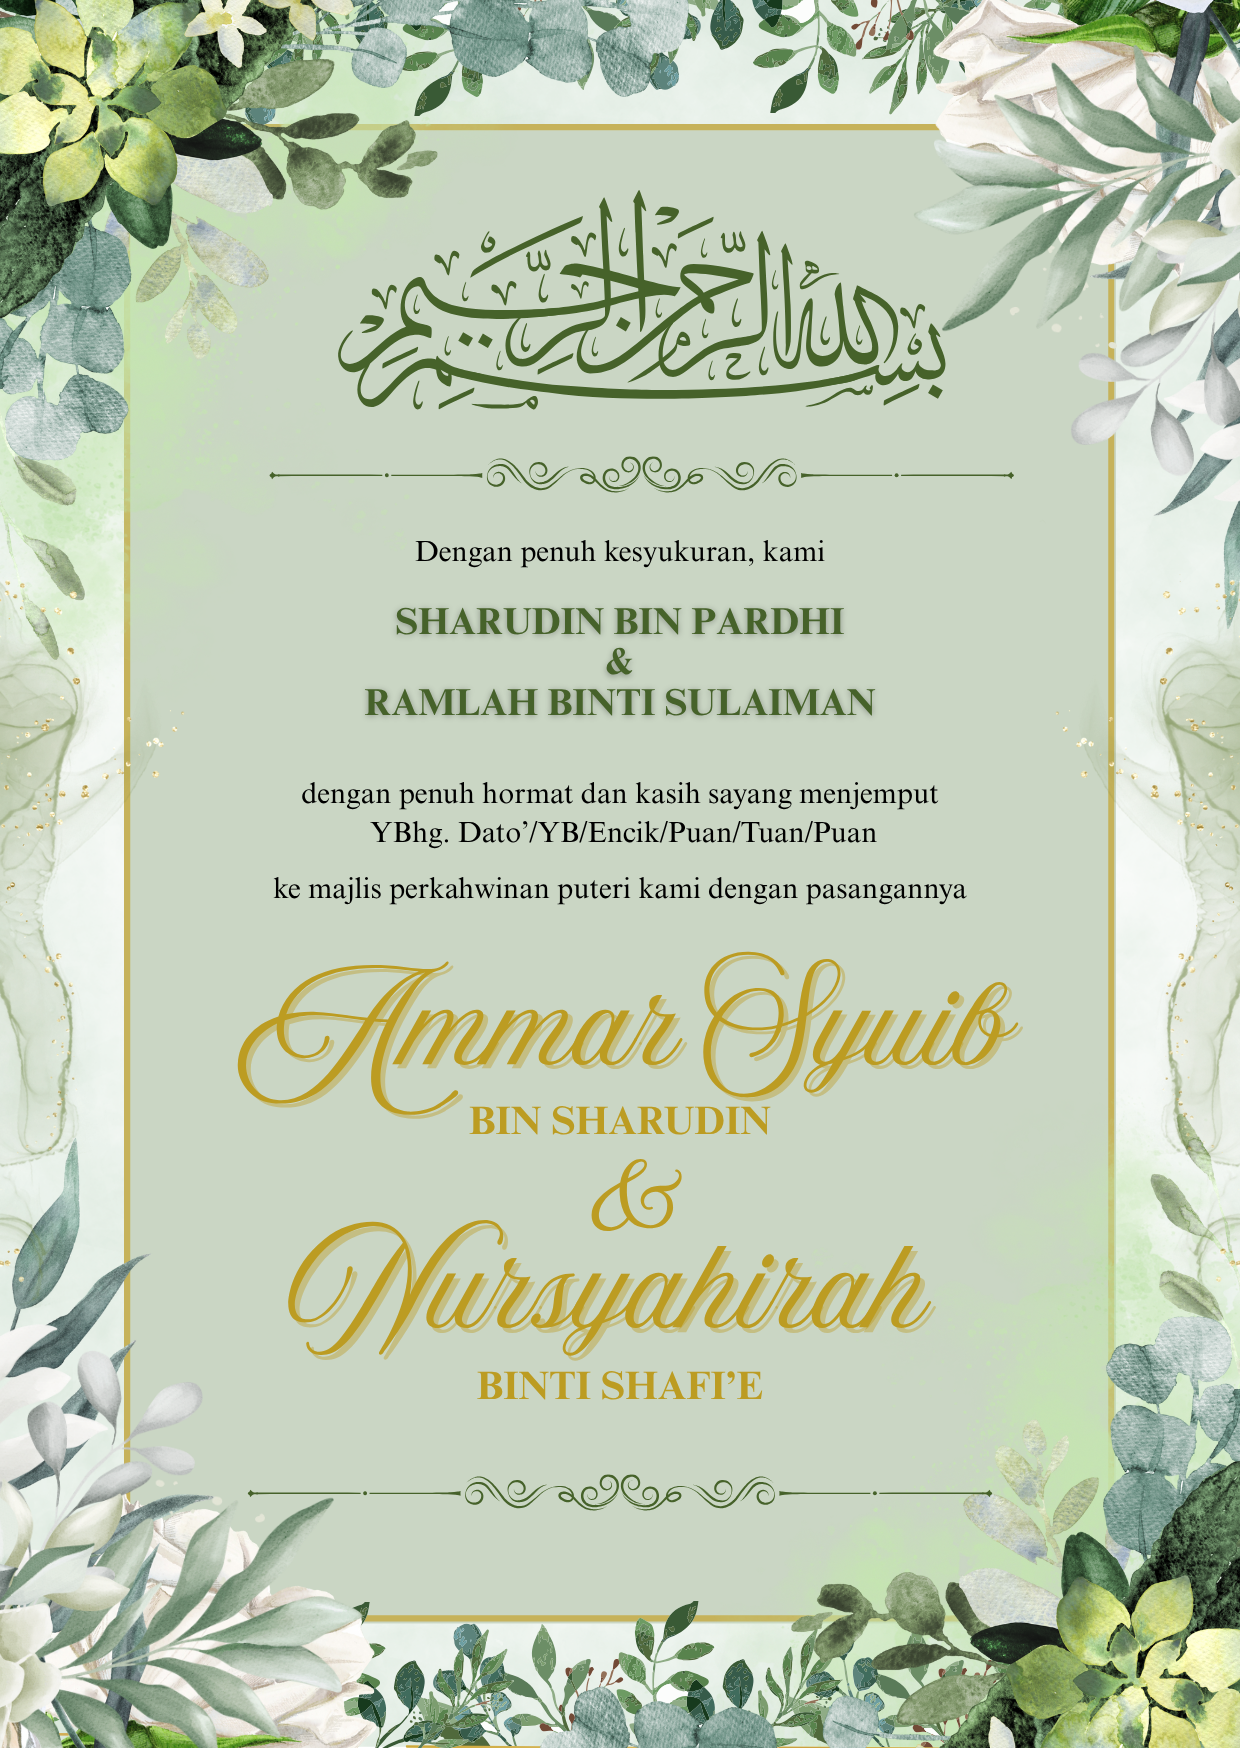 بسم الله الرحمن الرحيم
Dengan penuh kesyukuran, kami
SHARUDIN BIN PARDHI
&
RAMLAH BINTI SULAIMAN
dengan penuh hormat dan kasih sayang menjemput
YBhg. Dato’/YB/Encik/Puan/Tuan/Puan
ke majlis perkahwinan puteri kami dengan pasangannya
Ammar Syuib
BIN SHARUDIN
&
Nursyahirah
BINTI SHAFI’E